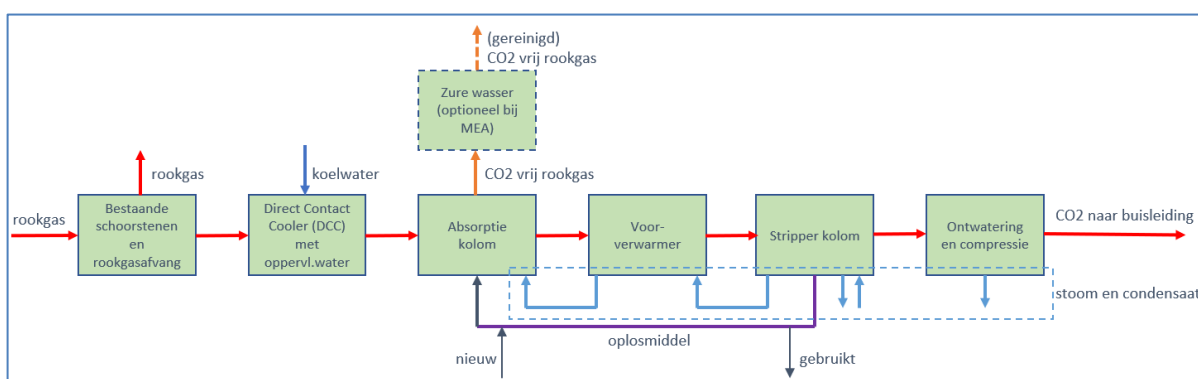 (gereinigd)
CO2 vrij rookgas
Zure wasser
(optioneel bij
MEA)
rookgas
koelwater
CO2 vrij rookgas
rookgas
Bestaande
schoorstenen
en
rookgasafvang
Direct Contact
Cooler (DCC)
met
oppervl.water
Absorptie
kolom
Voor-
verwarmer
Stripper kolom
Ontwatering
en compressie
CO2 naar buisleiding
stoom en condensaat
oplosmiddel
nieuw
gebruikt